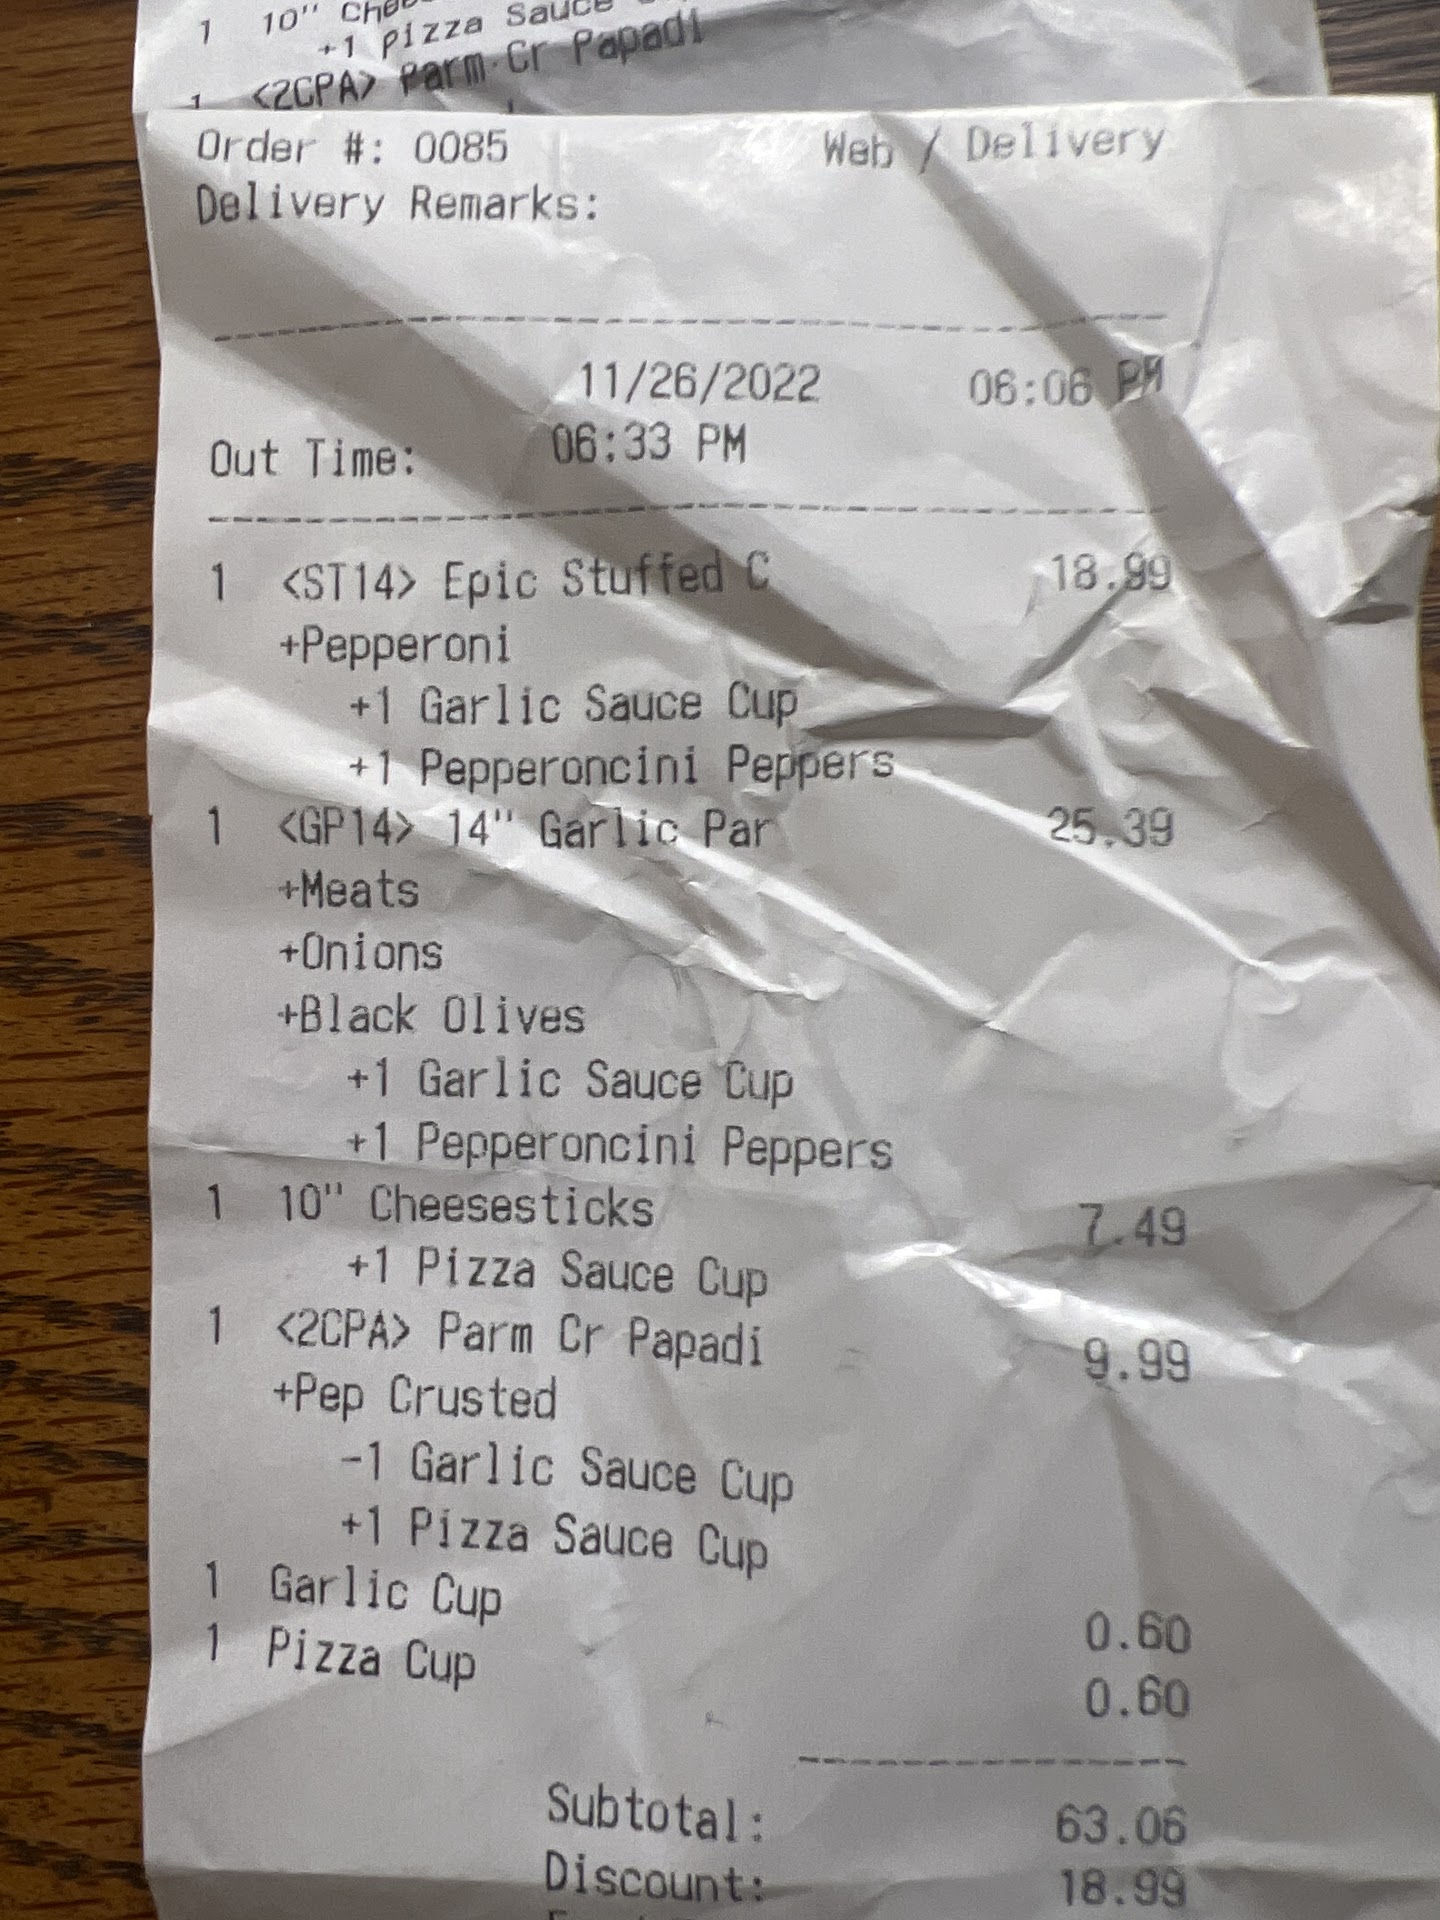 1 10" Chee
+1 Pizza Sauce
1 <2CPA> Parm Cr Papadi
Order #: 0085 Web / Delivery
Delivery Remarks:
11/26/2022 06:06 PM
Out Time: 06:33 PM
1 <ST14> Epic Stuffed C 18.99
+Pepperoni
+1 Garlic Sauce Cup
+1 Pepperoncini Peppers
1 <GP14> 14" Garlic Par 25.39
+Meats
+Onions
+Black Olives
+1 Garlic Sauce Cup
+1 Pepperoncini Peppers
1 10" Cheesesticks 7.49
+1 Pizza Sauce Cup
1 <2CPA> Parm Cr Papadi 9.99
+Pep Crusted
-1 Garlic Sauce Cup
+1 Pizza Sauce Cup
1 Garlic Cup 0.60
1 Pizza Cup 0.60
Subtotal: 63.06
Discount: 18.99